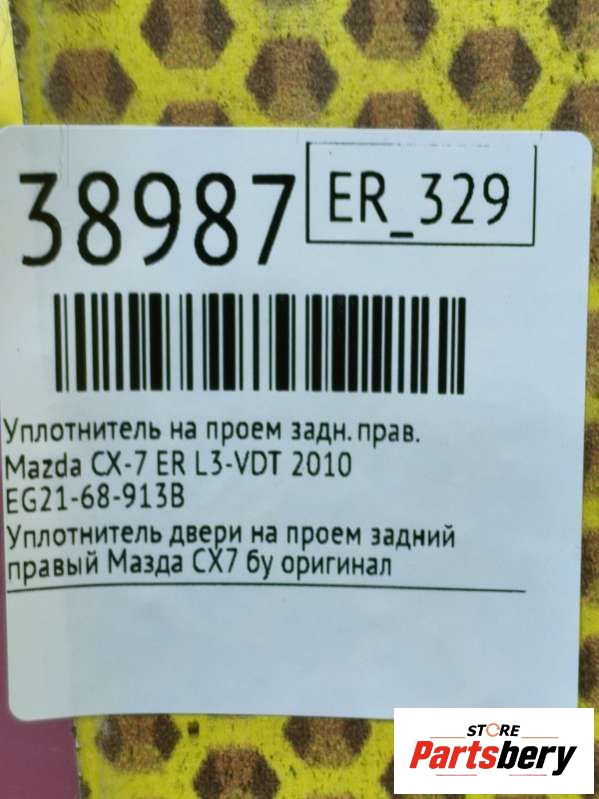 38987
ER_329
Уплотнитель на проем задн. прав.
Mazda CX-7 ER L3-VDT 2010
EG21-68-913B
Уплотнитель двери на проем задний
правый Мазда СХ7 бу оригинал
STORE
Partsbery